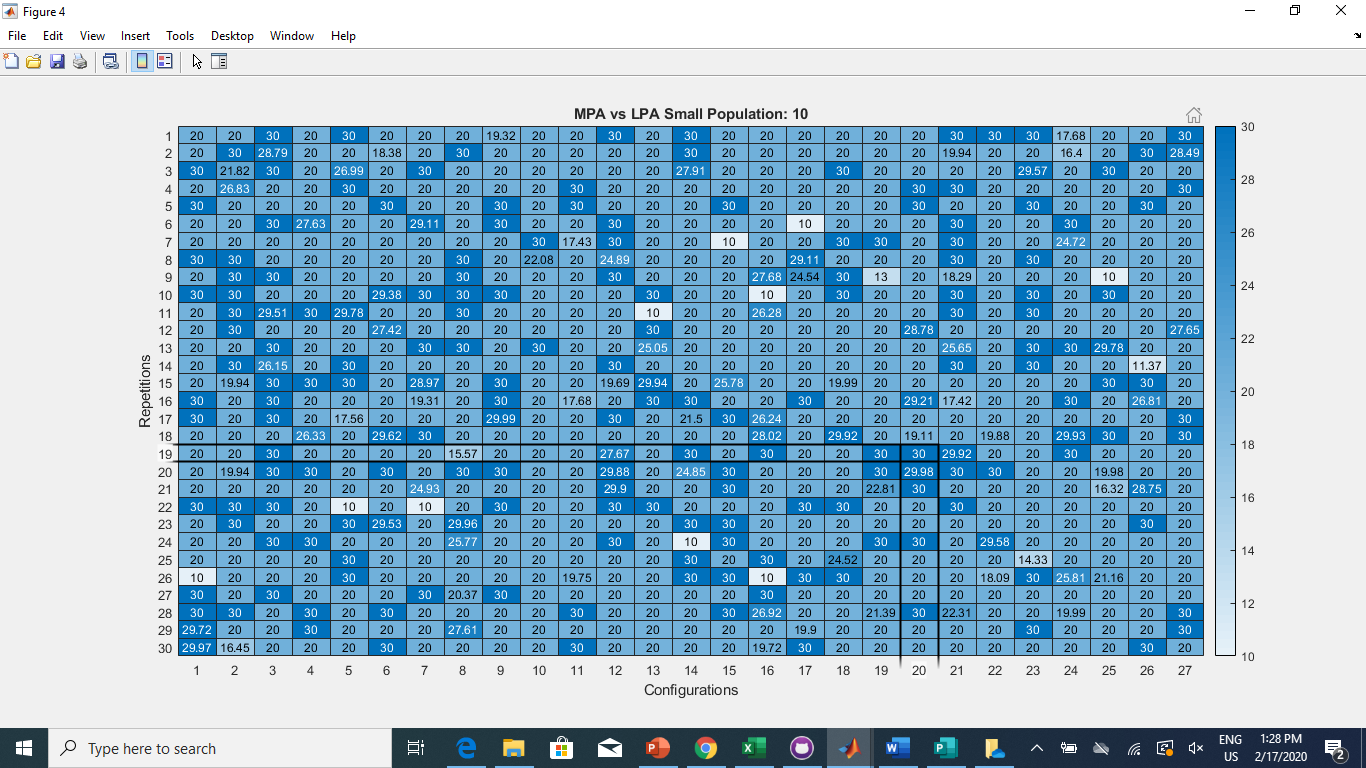 Figure 4
File Edit View Insert Tools Desktop Window Help
MPA vs LPA Small Population: 10
1 20 20 30 20 30 20 20 20 19.32 20 20 30 20 30 20 20 20 20 20 20 30 30 30 17.68 20 20 30
2 20 30 28.79 20 20 18.38 20 30 20 20 20 20 20 30 20 20 20 20 20 20 19.94 20 20 16.4 20 30 28.49
3 30 21.82 30 20 26.99 20 30 20 20 20 20 20 20 27.91 20 20 20 30 20 20 20 20 29.57 20 30 20 20
4 20 26.83 20 20 30 20 20 20 20 20 30 20 20 20 20 20 20 20 20 30 30 20 20 20 20 20 30
5 30 20 20 20 20 30 20 20 30 20 30 20 20 20 30 20 20 20 20 30 20 20 30 20 20 30 20
6 20 20 30 27.63 20 20 29.11 20 30 20 20 30 20 20 20 20 10 20 20 20 30 20 20 30 20 20 20
7 20 20 20 20 20 20 20 20 20 30 17.43 30 20 20 10 20 20 30 30 20 30 20 20 24.72 20 20 20
8 30 30 20 20 20 20 20 30 20 22.08 20 24.89 20 20 20 20 29.11 20 20 20 30 20 30 20 20 20 20
9 20 30 30 20 20 20 20 30 20 20 20 30 20 20 20 27.68 24.54 30 13 20 18.29 20 20 20 10 20 20
10 30 30 20 20 20 29.38 30 30 30 20 20 20 30 20 20 10 20 30 20 20 30 20 30 20 30 20 20
11 20 30 29.51 30 29.78 20 20 30 20 20 20 20 10 20 20 26.28 20 20 20 20 30 20 30 20 20 20 20
12 20 30 20 20 20 27.42 20 20 20 20 20 20 30 20 20 20 20 20 20 28.78 20 20 20 20 20 20 27.65
13 20 20 30 20 20 20 30 30 20 30 20 20 25.05 20 20 20 20 20 20 20 25.65 20 30 30 29.78 20 20
14 20 30 26.15 20 30 20 20 20 20 20 20 30 20 20 20 20 20 20 20 20 30 20 30 20 20 11.37 20
15 20 19.94 30 30 30 20 28.97 20 30 20 20 19.69 29.94 20 25.78 20 20 19.99 20 20 20 20 20 20 30 30 20
16 30 20 30 20 20 20 19.31 20 30 20 17.68 20 30 30 20 20 30 20 20 29.21 17.42 20 20 30 20 26.81 20
17 30 20 30 20 17.56 20 20 20 29.99 20 20 30 20 21.5 30 26.24 20 20 20 20 20 20 20 20 20 20 30
18 20 20 20 26.33 20 29.62 30 20 20 20 20 20 20 20 20 28.02 20 29.92 20 19.11 20 19.88 20 29.93 30 20 30
19 20 20 30 20 20 20 20 15.57 20 20 20 27.67 20 30 20 30 20 20 30 30 29.92 20 20 30 20 20 20
20 20 19.94 30 30 20 30 20 30 30 20 20 29.88 20 24.85 30 20 20 20 30 29.98 30 30 20 20 19.98 20 20
21 20 20 20 20 20 20 24.93 20 20 20 20 29.9 20 20 30 20 20 20 22.81 30 20 20 20 20 16.32 28.75 20
22 30 30 30 20 10 20 10 20 30 20 20 30 30 20 20 20 30 30 20 20 30 20 20 20 20 20 20
23 20 30 20 20 30 29.53 20 29.96 20 20 20 20 20 30 30 20 20 20 20 20 20 20 20 20 20 30 20
24 20 20 30 30 20 20 20 25.77 20 20 20 30 20 10 30 20 20 20 30 30 20 29.58 20 20 20 20 20
25 20 20 20 20 30 20 20 20 20 20 20 20 20 30 20 30 20 24.52 20 20 20 20 14.33 20 20 20 20
26 10 20 20 20 30 20 20 20 20 20 19.75 20 20 30 30 10 30 30 20 20 20 18.09 30 25.81 21.16 20 20
27 30 20 30 20 20 20 30 20.37 30 20 20 20 20 20 20 30 20 20 20 20 20 20 20 20 20 20 20
28 30 30 20 30 20 30 20 20 20 20 30 20 20 20 30 26.92 20 20 21.39 30 22.31 20 20 19.99 20 20 30
29 29.72 20 20 30 20 20 20 27.61 20 20 20 20 20 20 20 20 19.9 20 20 20 20 20 30 20 20 20 30
30 29.97 16.45 20 20 20 30 20 20 20 20 30 20 20 20 20 19.72 30 20 20 20 20 20 20 20 20 30 20
1 2 3 4 5 6 7 8 9 10 11 12 13 14 15 16 17 18 19 20 21 22 23 24 25 26 27
Configurations
Repetitions
30
28
26
24
22
20
18
16
14
12
10
Type here to search
ENG
US
1:28 PM
2/17/2020
2